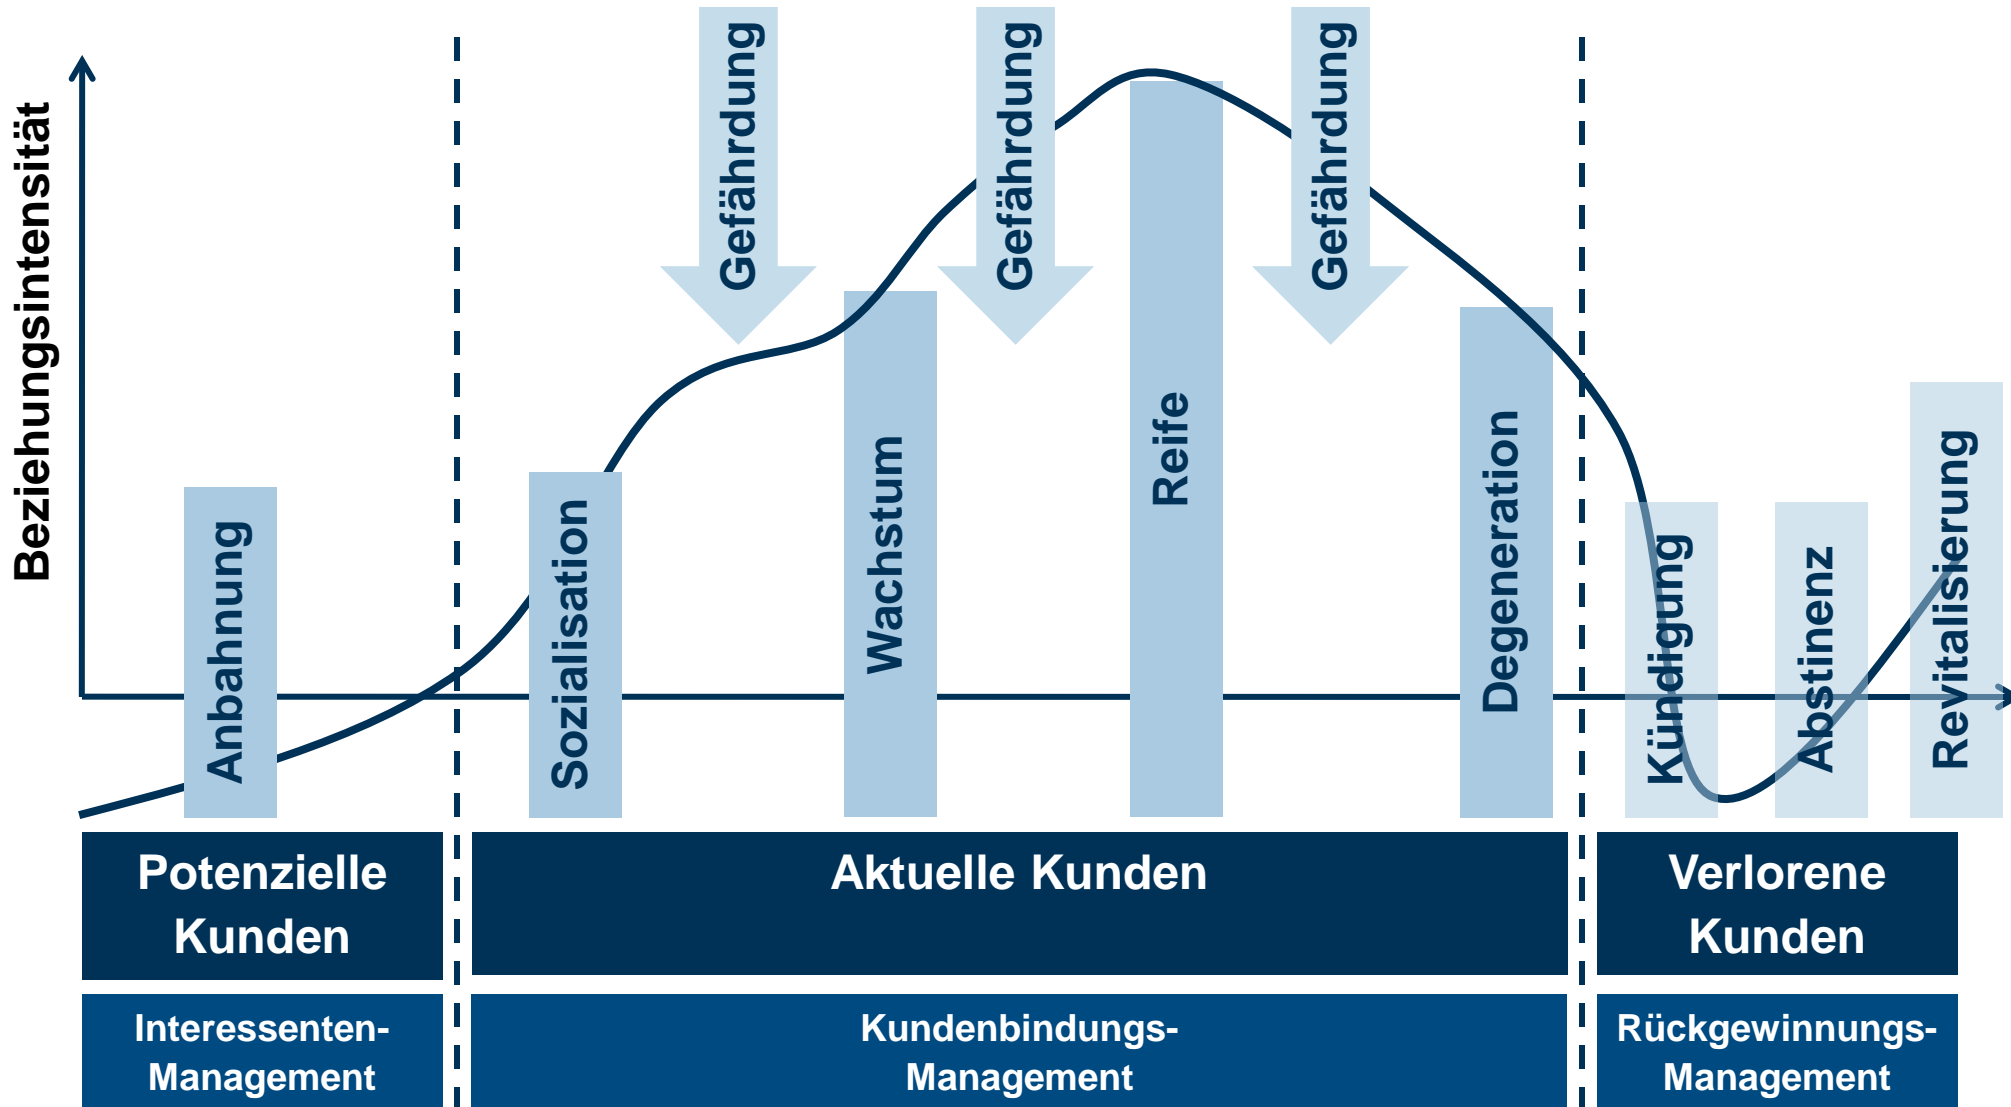 Beziehungsintensität
Gefährdung
Gefährdung
Gefährdung
Anbahnung
Sozialisation
Wachstum
Reife
Degeneration
Kündigung
Abstinenz
Revitalisierung
Potenzielle
Kunden
Aktuelle Kunden
Verlorene
Kunden
Interessenten-
Management
Kundenbindungs-
Management
Rückgewinnungs-
Management